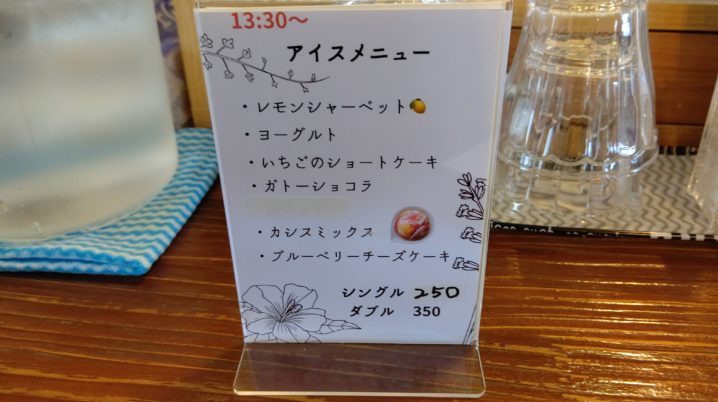 13:30～
アイスメニュー
・レモンシャーベット🍋
・ヨーグルト
・いちごのショートケーキ
・ガトーショコラ
・カシスミックス
・ブルーベリーチーズケーキ
シングル 250
ダブル 350